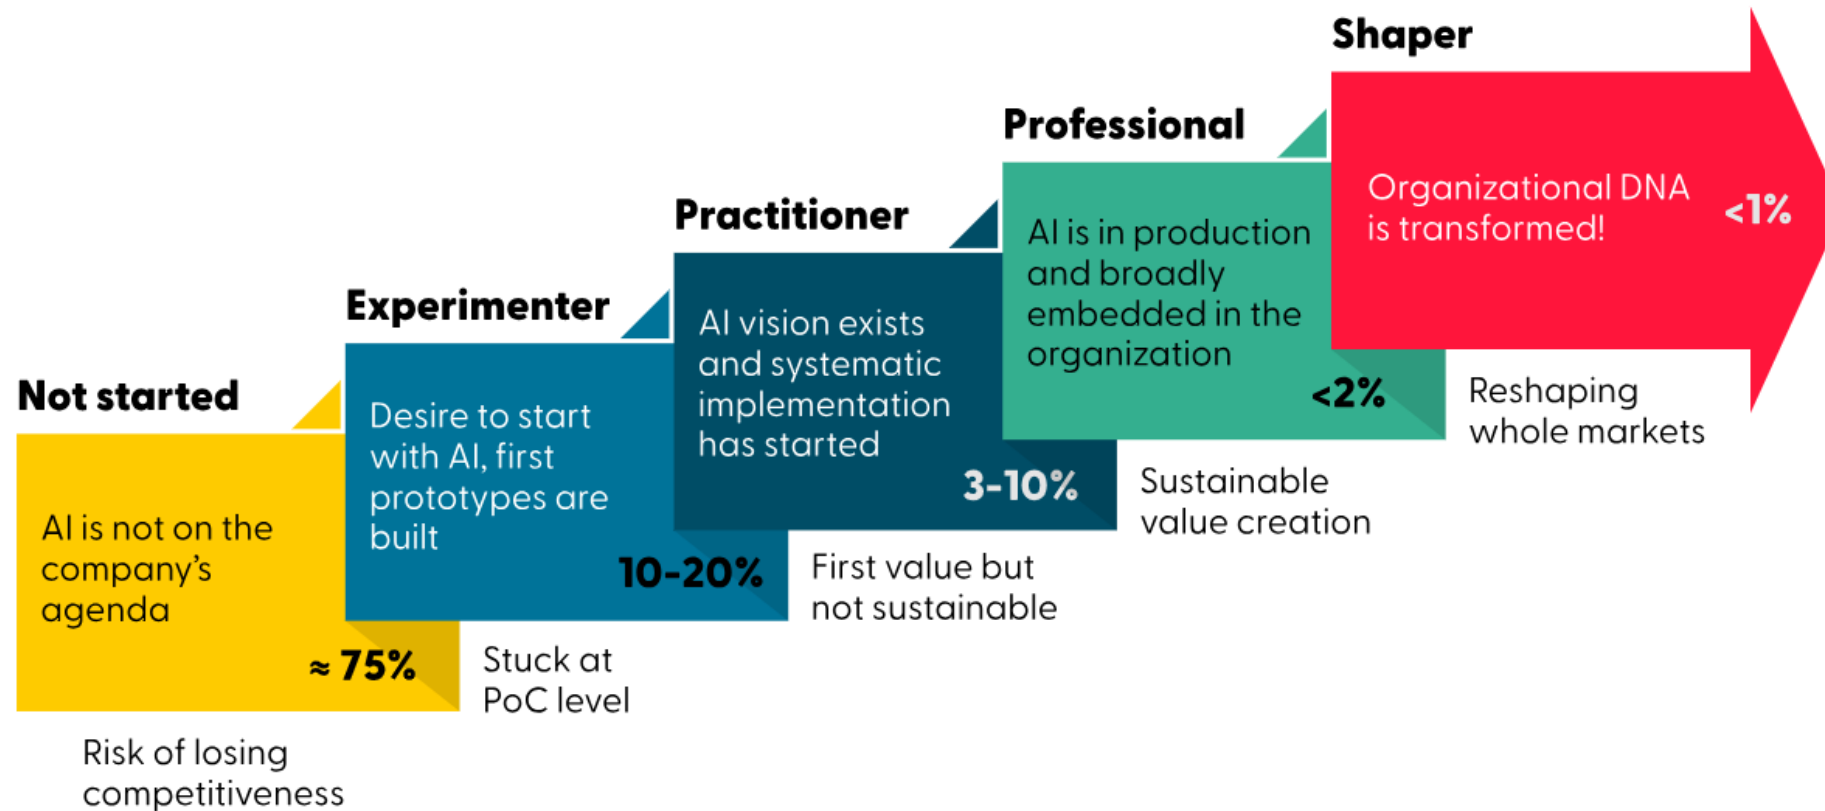 Not started
AI is not on the
company's
agenda
≈ 75%
Risk of losing
competitiveness
Experimenter
Desire to start
with AI, first
prototypes are
built
10-20%
Stuck at
PoC level
Practitioner
AI vision exists
and systematic
implementation
has started
3-10%
First value but
not sustainable
Professional
AI is in production
and broadly
embedded in the
organization
<2%
Sustainable
value creation
Shaper
Organizational DNA
is transformed!
<1%
Reshaping
whole markets